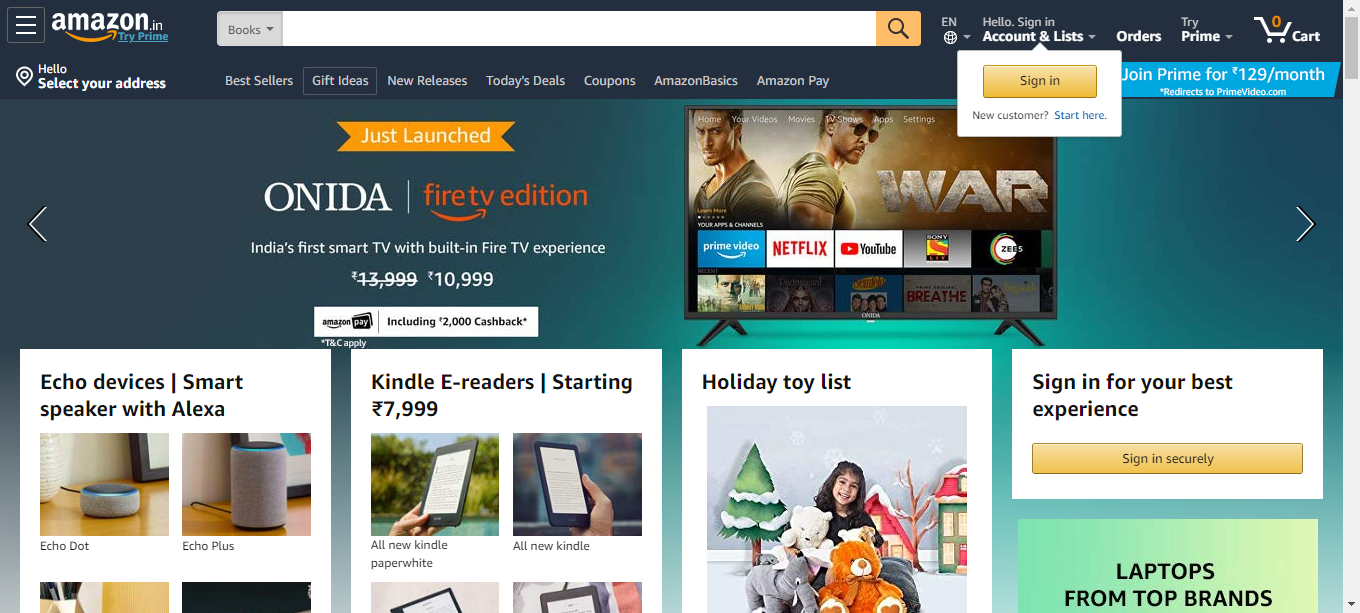 amazon.in
Try Prime
Books
EN
Hello. Sign in
Account & Lists
Orders
Try
Prime
0
Cart
Hello
Select your address
Best Sellers
Gift Ideas
New Releases
Today's Deals
Coupons
AmazonBasics
Amazon Pay
Join Prime for ₹129/month
*Redirects to PrimeVideo.com
Sign in
New customer? Start here.
Just Launched
ONIDA | fire tv edition
India's first smart TV with built-in Fire TV experience
₹13,999 ₹10,999
amazon pay
Including ₹2,000 Cashback*
*T&C apply
Home Your Videos Movies TV Shows Apps Settings
WAR
Learn More
YOUR APPS & CHANNELS
prime video
NETFLIX
YouTube
SONY
LIV
ZEE5
RECENT
BREATHE
ONIDA
Echo devices | Smart
speaker with Alexa
Echo Dot
Echo Plus
Kindle E-readers | Starting
₹7,999
All new kindle
paperwhite
All new kindle
Holiday toy list
Sign in for your best
experience
Sign in securely
LAPTOPS
FROM TOP BRANDS